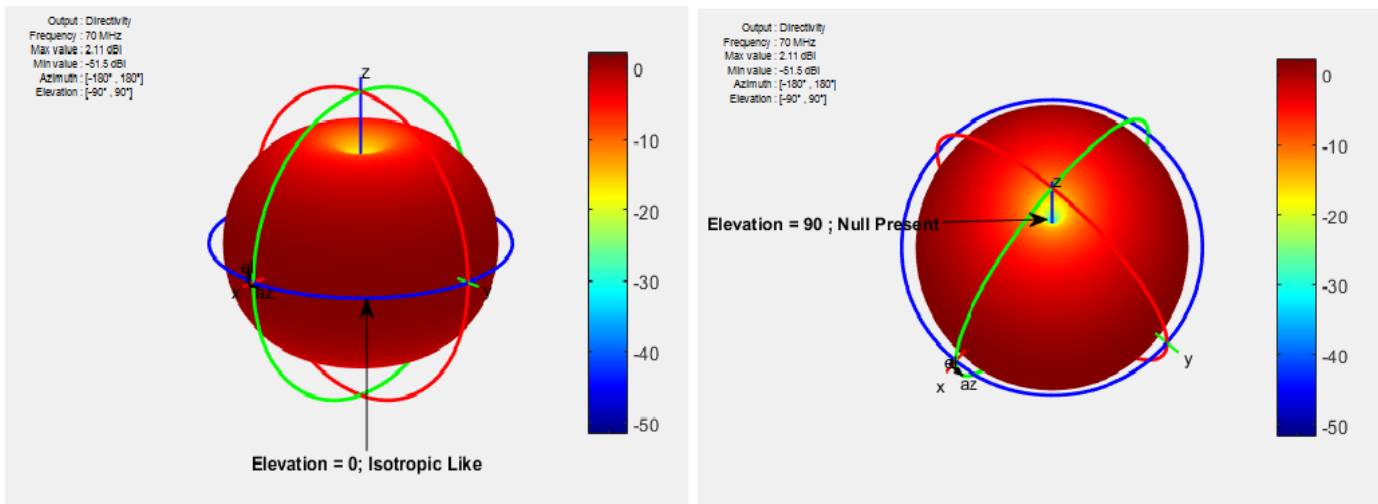 Output : Directivity
Frequency : 70 MHz
Max value : 2.11 dBi
Min value : -51.5 dBi
Azimuth : [-180° , 180°]
Elevation : [-90° , 90°]
z
el
x
az
y
0
-10
-20
-30
-40
-50
Elevation = 0; Isotropic Like
Output : Directivity
Frequency : 70 MHz
Max value : 2.11 dBi
Min value : -51.5 dBi
Azimuth : [-180° , 180°]
Elevation : [-90° , 90°]
z
Elevation = 90 ; Null Present
el
x
az
y
0
-10
-20
-30
-40
-50